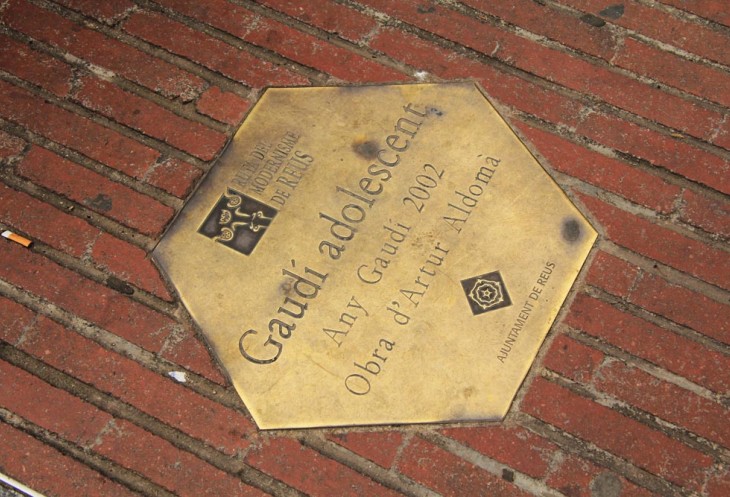 RUTA DEL
MODERNISME
DE REUS
Gaudí adolescent
Any Gaudí 2002
Obra d'Artur Aldomà
AJUNTAMENT DE REUS